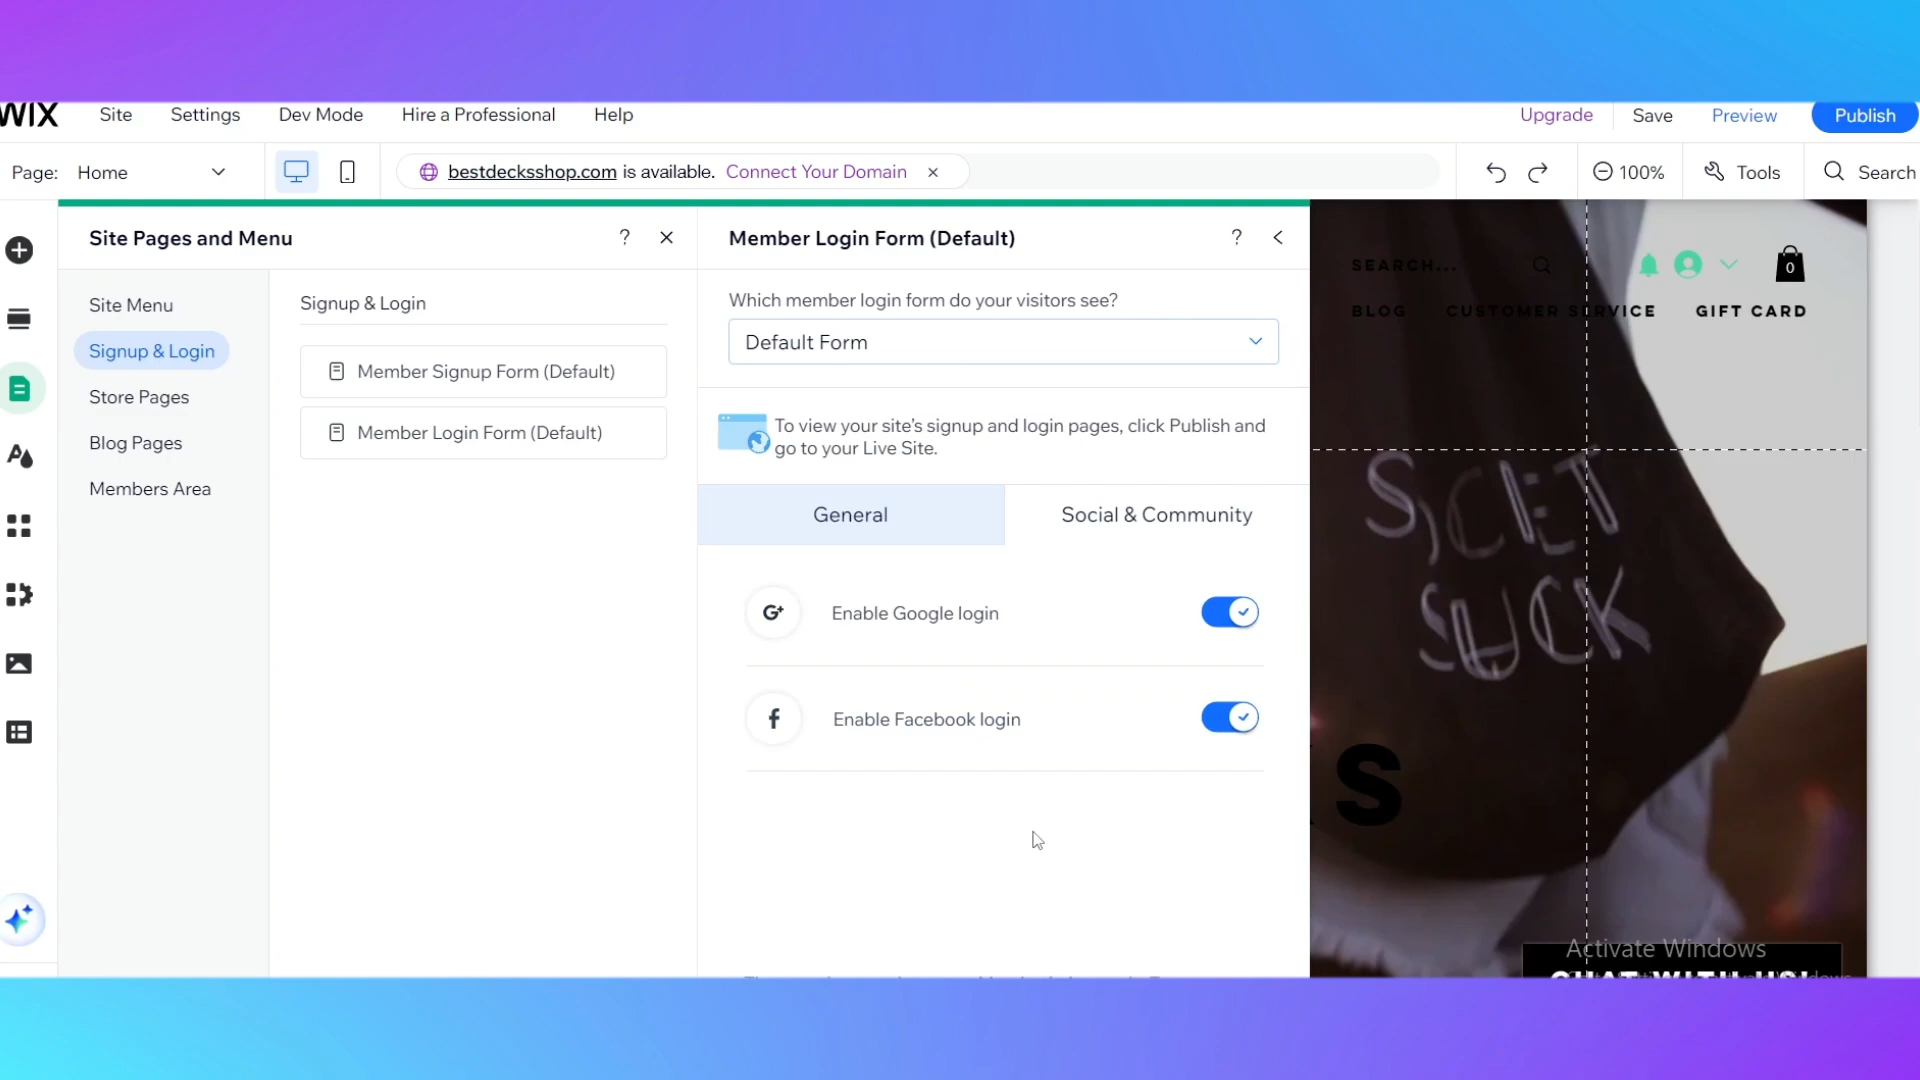 WIX Site Settings Dev Mode Hire a Professional Help Upgrade Save Preview Publish
Page: Home bestdecksshop.com is available. Connect Your Domain 100% Tools Search
Site Pages and Menu ?
Site Menu
Signup & Login
Store Pages
Blog Pages
Members Area
Signup & Login
Member Signup Form (Default)
Member Login Form (Default)
Member Login Form (Default) ?
Which member login form do your visitors see?
Default Form
To view your site's signup and login pages, click Publish and
go to your Live Site.
General Social & Community
G+ Enable Google login
f Enable Facebook login
SEARCH... 0
BLOG CUSTOMER SERVICE GIFT CARD
S
Activate Windows
CHAT WITH US!